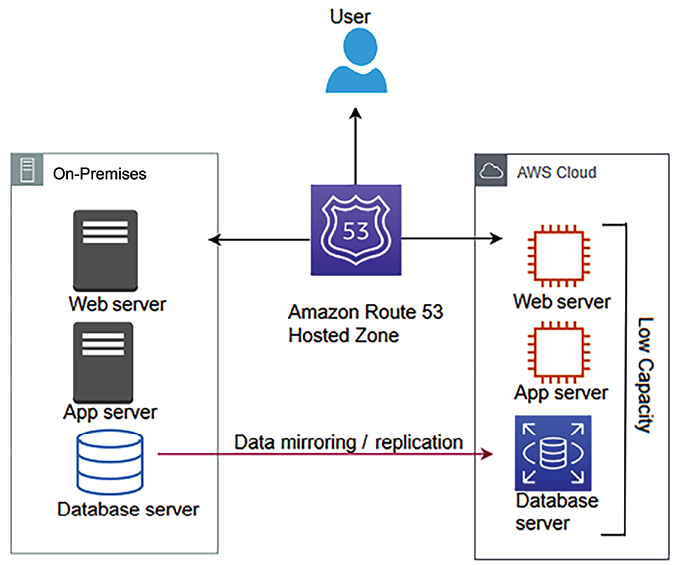 User
On-Premises
AWS Cloud
53
Web server
Amazon Route 53
Hosted Zone
Web server
App server
App server
Low Capacity
Data mirroring / replication
Database server
Database
server